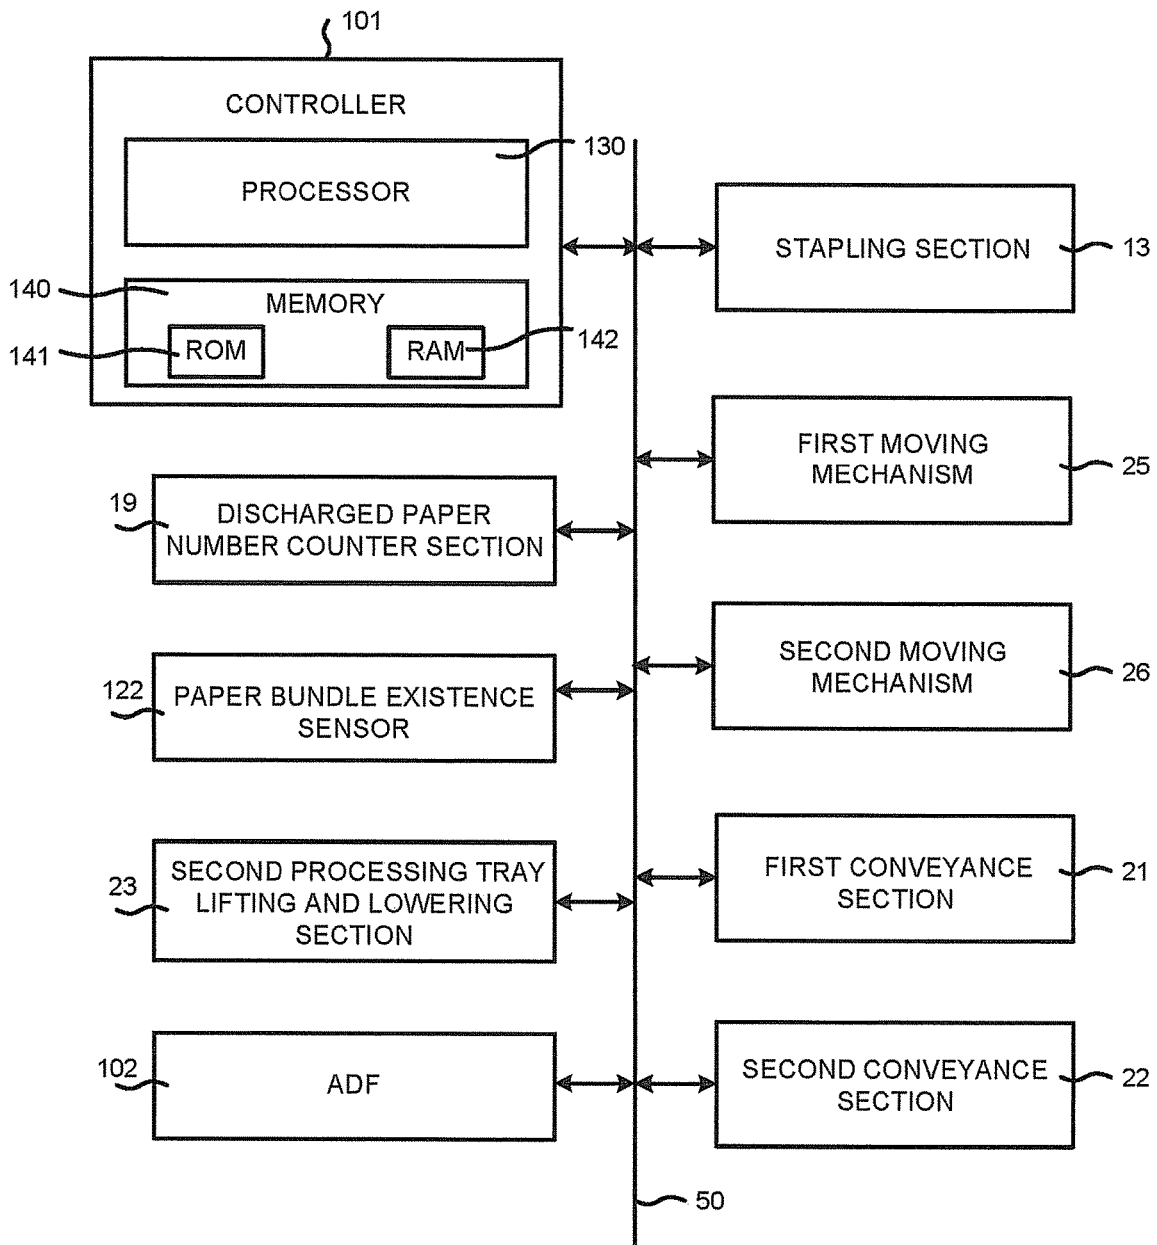 101
CONTROLLER
130
PROCESSOR
140
MEMORY
141
ROM
RAM
142
STAPLING SECTION
13
FIRST MOVING
MECHANISM
25
19
DISCHARGED PAPER
NUMBER COUNTER SECTION
SECOND MOVING
MECHANISM
26
122
PAPER BUNDLE EXISTENCE
SENSOR
FIRST CONVEYANCE
SECTION
21
23
SECOND PROCESSING TRAY
LIFTING AND LOWERING
SECTION
SECOND CONVEYANCE
SECTION
22
102
ADF
50